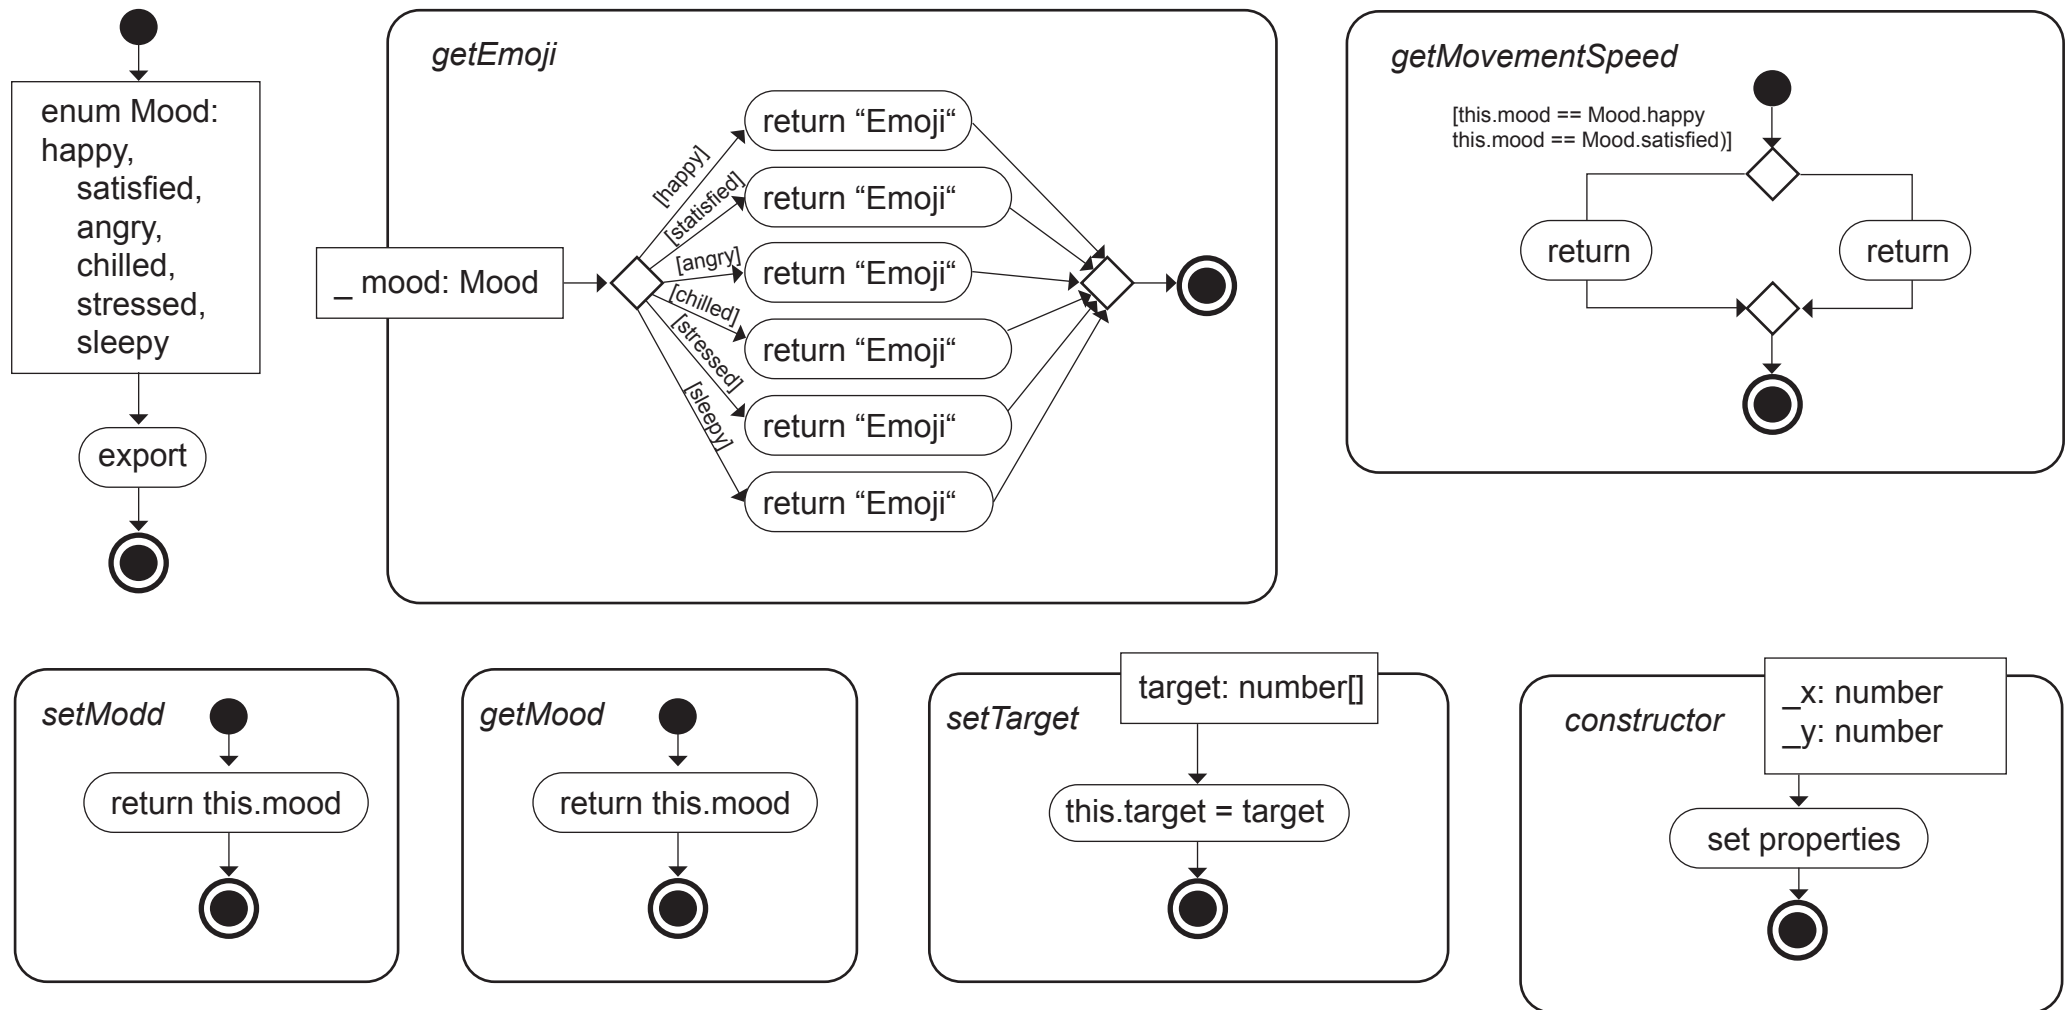 enum Mood:
happy,
satisfied,
angry,
chilled,
stressed,
sleepy
export
getEmoji
_ mood: Mood
[happy]
[statisfied]
[angry]
[chilled]
[stressed]
[sleepy]
return “Emoji“
return “Emoji“
return “Emoji“
return “Emoji“
return “Emoji“
return “Emoji“
getMovementSpeed
[this.mood == Mood.happy
this.mood == Mood.satisfied)]
return
return
setModd
return this.mood
getMood
return this.mood
setTarget
target: number[]
this.target = target
constructor
_x: number
_y: number
set properties